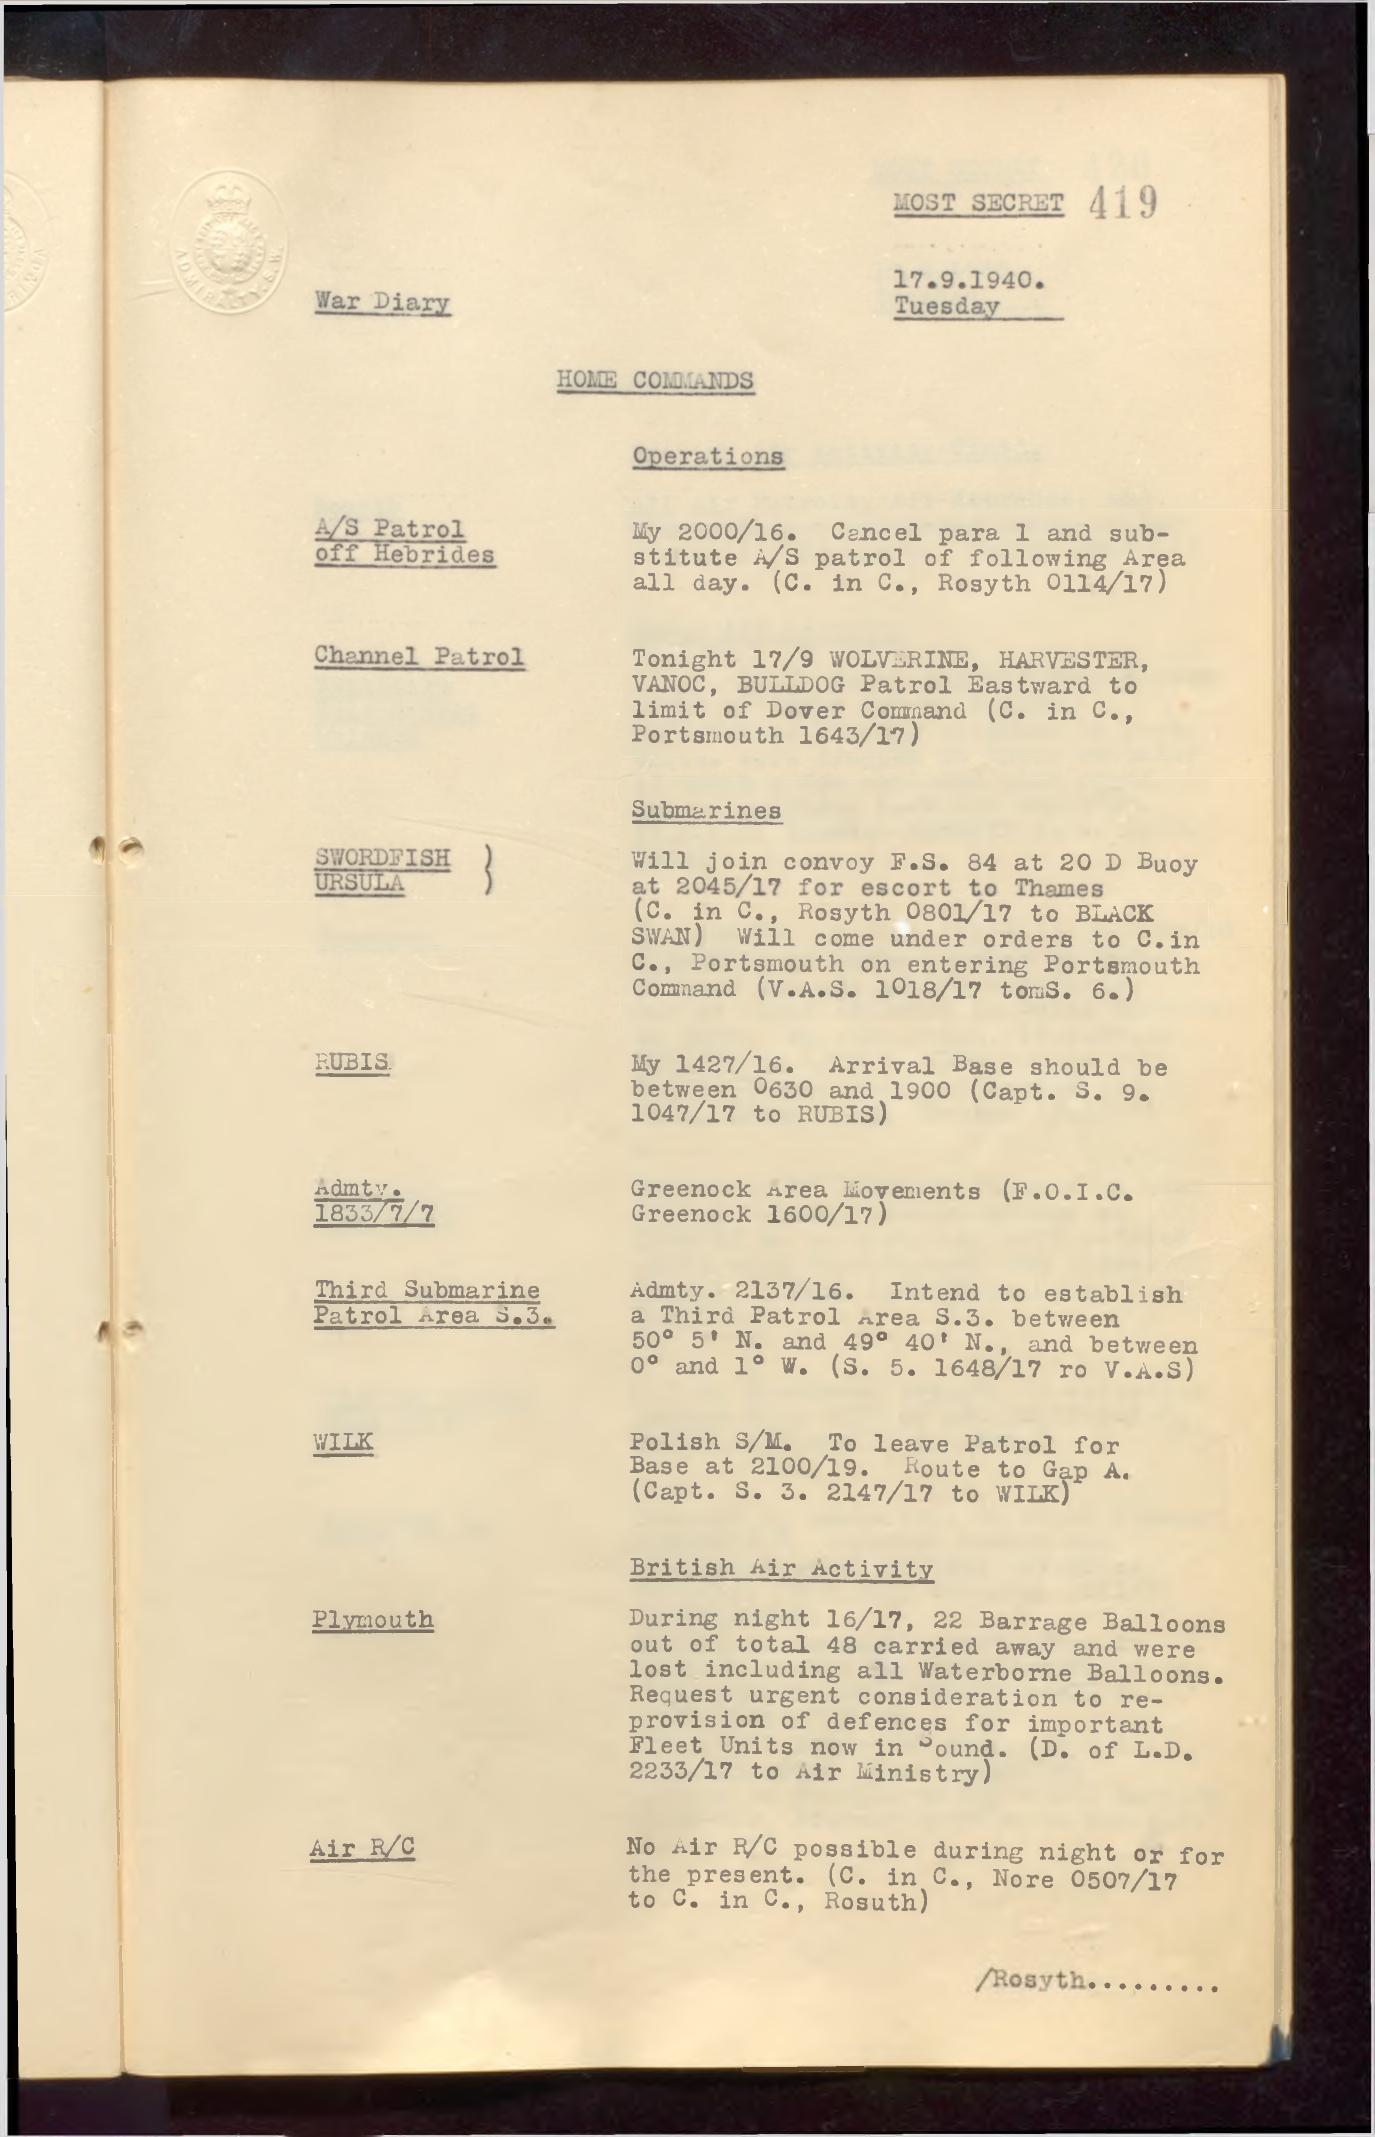 MOST SECRET 419
ADMIRALTY. S.W.
17.9.1940.
War Diary
Tuesday
HOME COMMANDS
Operations
A/S Patrol
off Hebrides
My 2000/16. Cancel para 1 and sub-
stitute A/S patrol of following Area
all day. (C. in C., Rosyth 0114/17)
Channel Patrol
Tonight 17/9 WOLVERINE, HARVESTER,
VANOC, BULLDOG Patrol Eastward to
limit of Dover Command (C. in C.,
Portsmouth 1643/17)
Submarines
SWORDFISH )
URSULA )
Will join convoy F.S. 84 at 20 D Buoy
at 2045/17 for escort to Thames
(C. in C., Rosyth 0801/17 to BLACK
SWAN) Will come under orders to C.in
C., Portsmouth on entering Portsmouth
Command (V.A.S. 1018/17 tomS. 6.)
RUBIS
My 1427/16. Arrival Base should be
between 0630 and 1900 (Capt. S. 9.
1047/17 to RUBIS)
Admty.
1833/7/7
Greenock Area Movements (F.O.I.C.
Greenock 1600/17)
Third Submarine
Patrol Area S.3.
Admty. 2137/16. Intend to establish
a Third Patrol Area S.3. between
50° 5' N. and 49° 40' N., and between
0° and 1° W. (S. 5. 1648/17 ro V.A.S)
WILK
Polish S/M. To leave Patrol for
Base at 2100/19. Route to Gap A.
(Capt. S. 3. 2147/17 to WILK)
British Air Activity
Plymouth
During night 16/17, 22 Barrage Balloons
out of total 48 carried away and were
lost including all Waterborne Balloons.
Request urgent consideration to re-
provision of defences for important
Fleet Units now in Sound. (D. of L.D.
2233/17 to Air Ministry)
Air R/C
No Air R/C possible during night or for
the present. (C. in C., Nore 0507/17
to C. in C., Rosuth)
/Rosyth.........